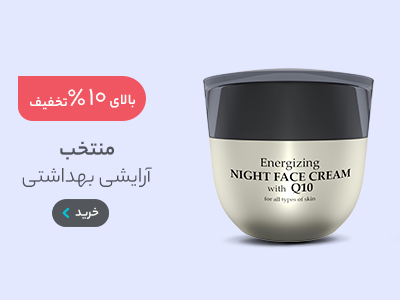 بالای ۱۰% تخفیف
منتخب
آرایشی بهداشتی
خرید
Energizing
NIGHT FACE CREAM
with Q10
for all types of skin